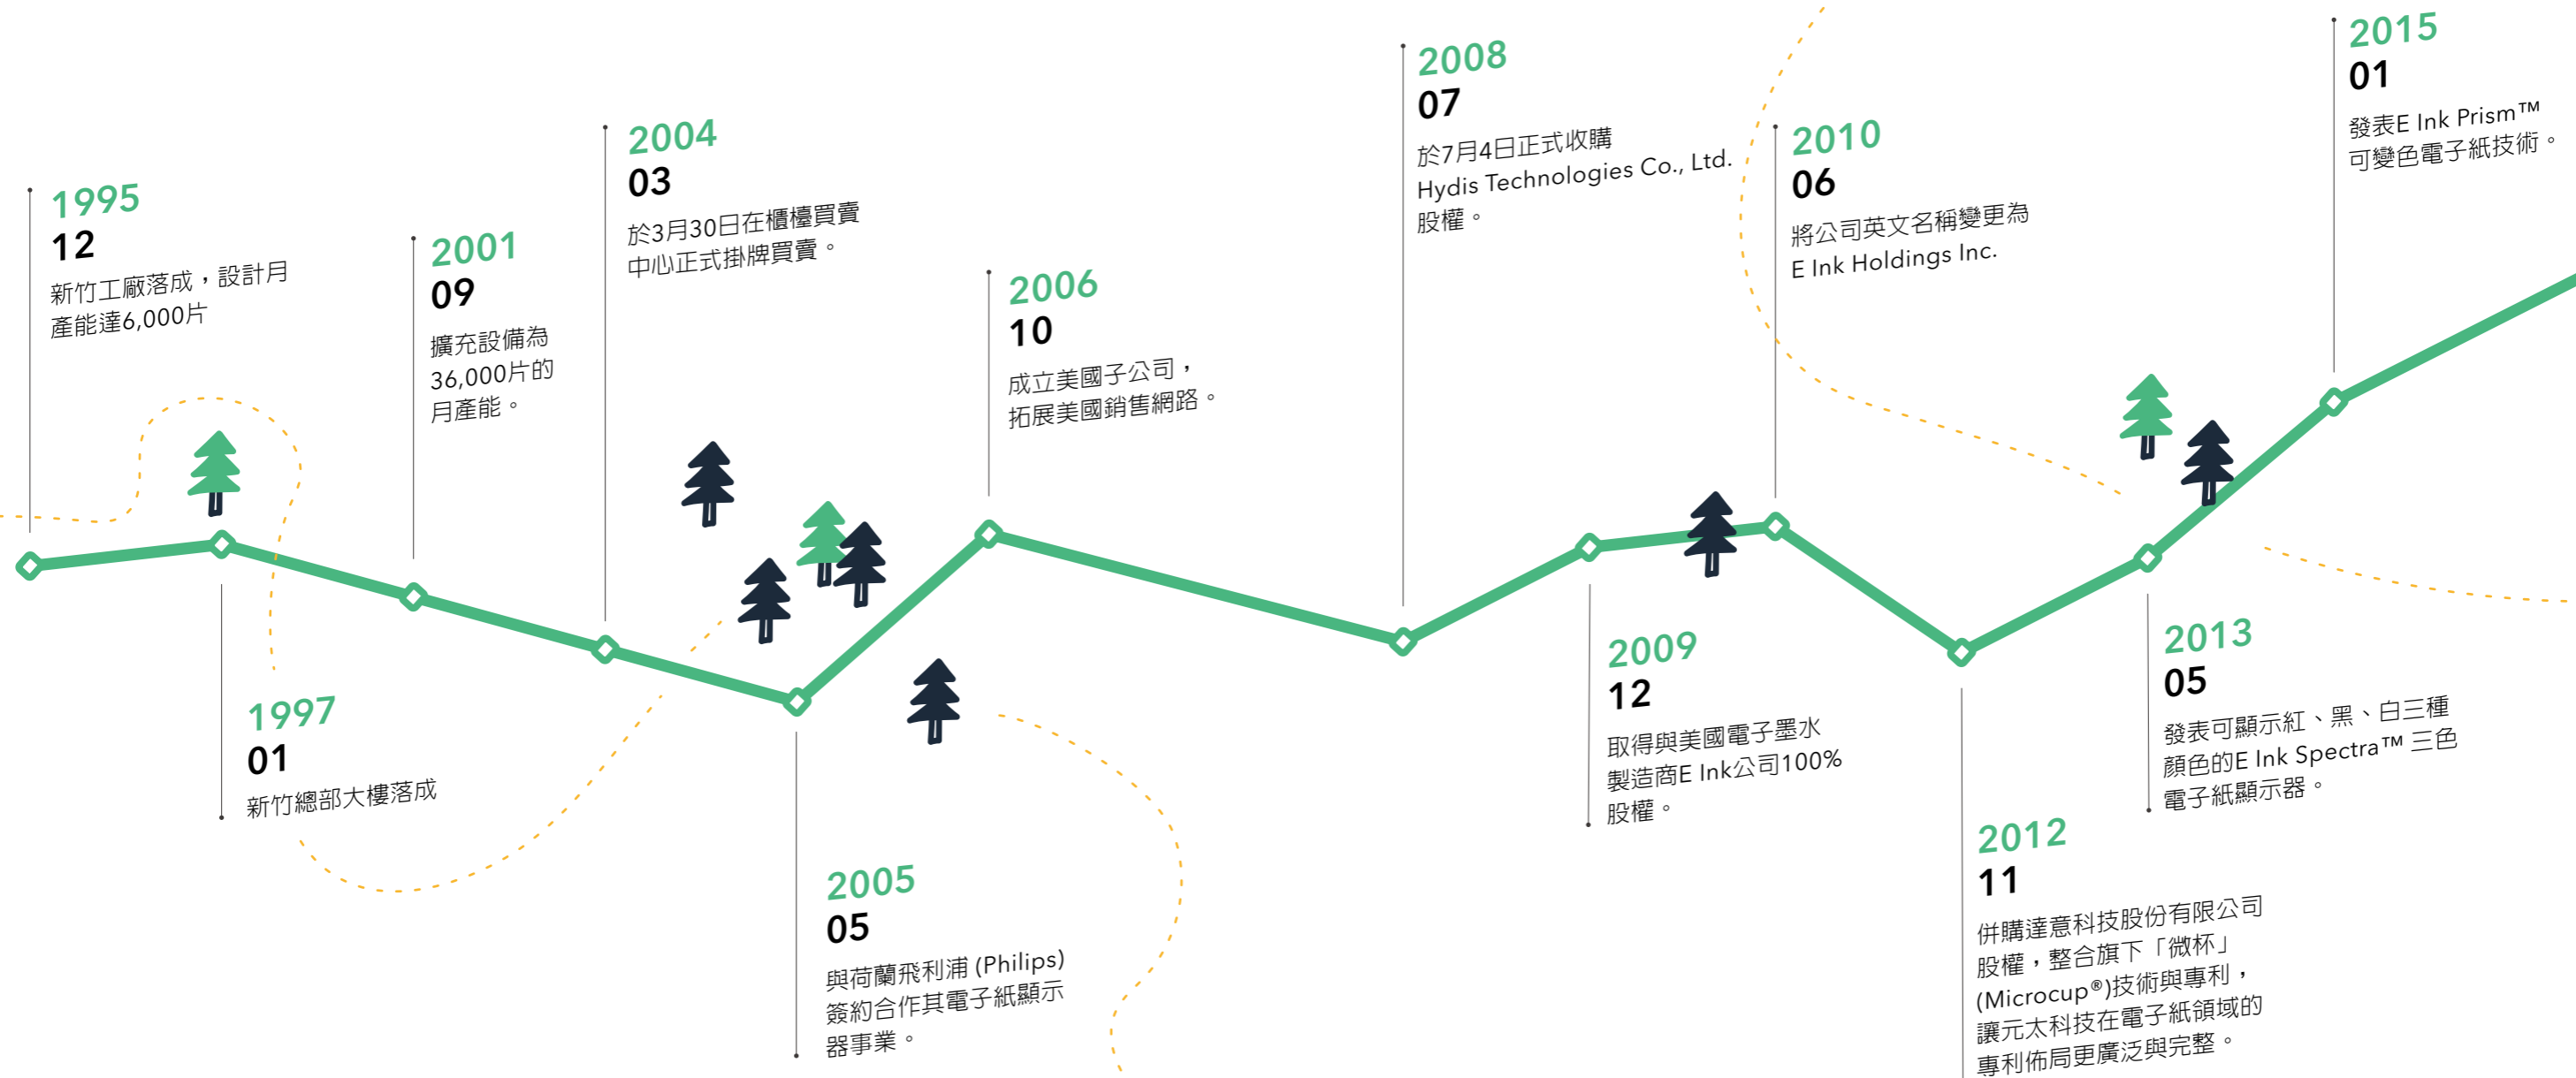 1995
12
新竹工廠落成，設計月
產能達6,000片
1997
01
新竹總部大樓落成
2001
09
擴充設備為
36,000片的
月產能。
2004
03
於3月30日在櫃檯買賣
中心正式掛牌買賣。
2005
05
與荷蘭飛利浦 (Philips)
簽約合作其電子紙顯示
器事業。
2006
10
成立美國子公司，
拓展美國銷售網路。
2008
07
於7月4日正式收購
Hydis Technologies Co., Ltd.
股權。
2009
12
取得與美國電子墨水
製造商E Ink公司100%
股權。
2010
06
將公司英文名稱變更為
E Ink Holdings Inc.
2012
11
併購達意科技股份有限公司
股權，整合旗下「微杯」
(Microcup®)技術與專利，
讓元太科技在電子紙領域的
專利佈局更廣泛與完整。
2013
05
發表可顯示紅、黑、白三種
顏色的E Ink Spectra™ 三色
電子紙顯示器。
2015
01
發表E Ink Prism™
可變色電子紙技術。